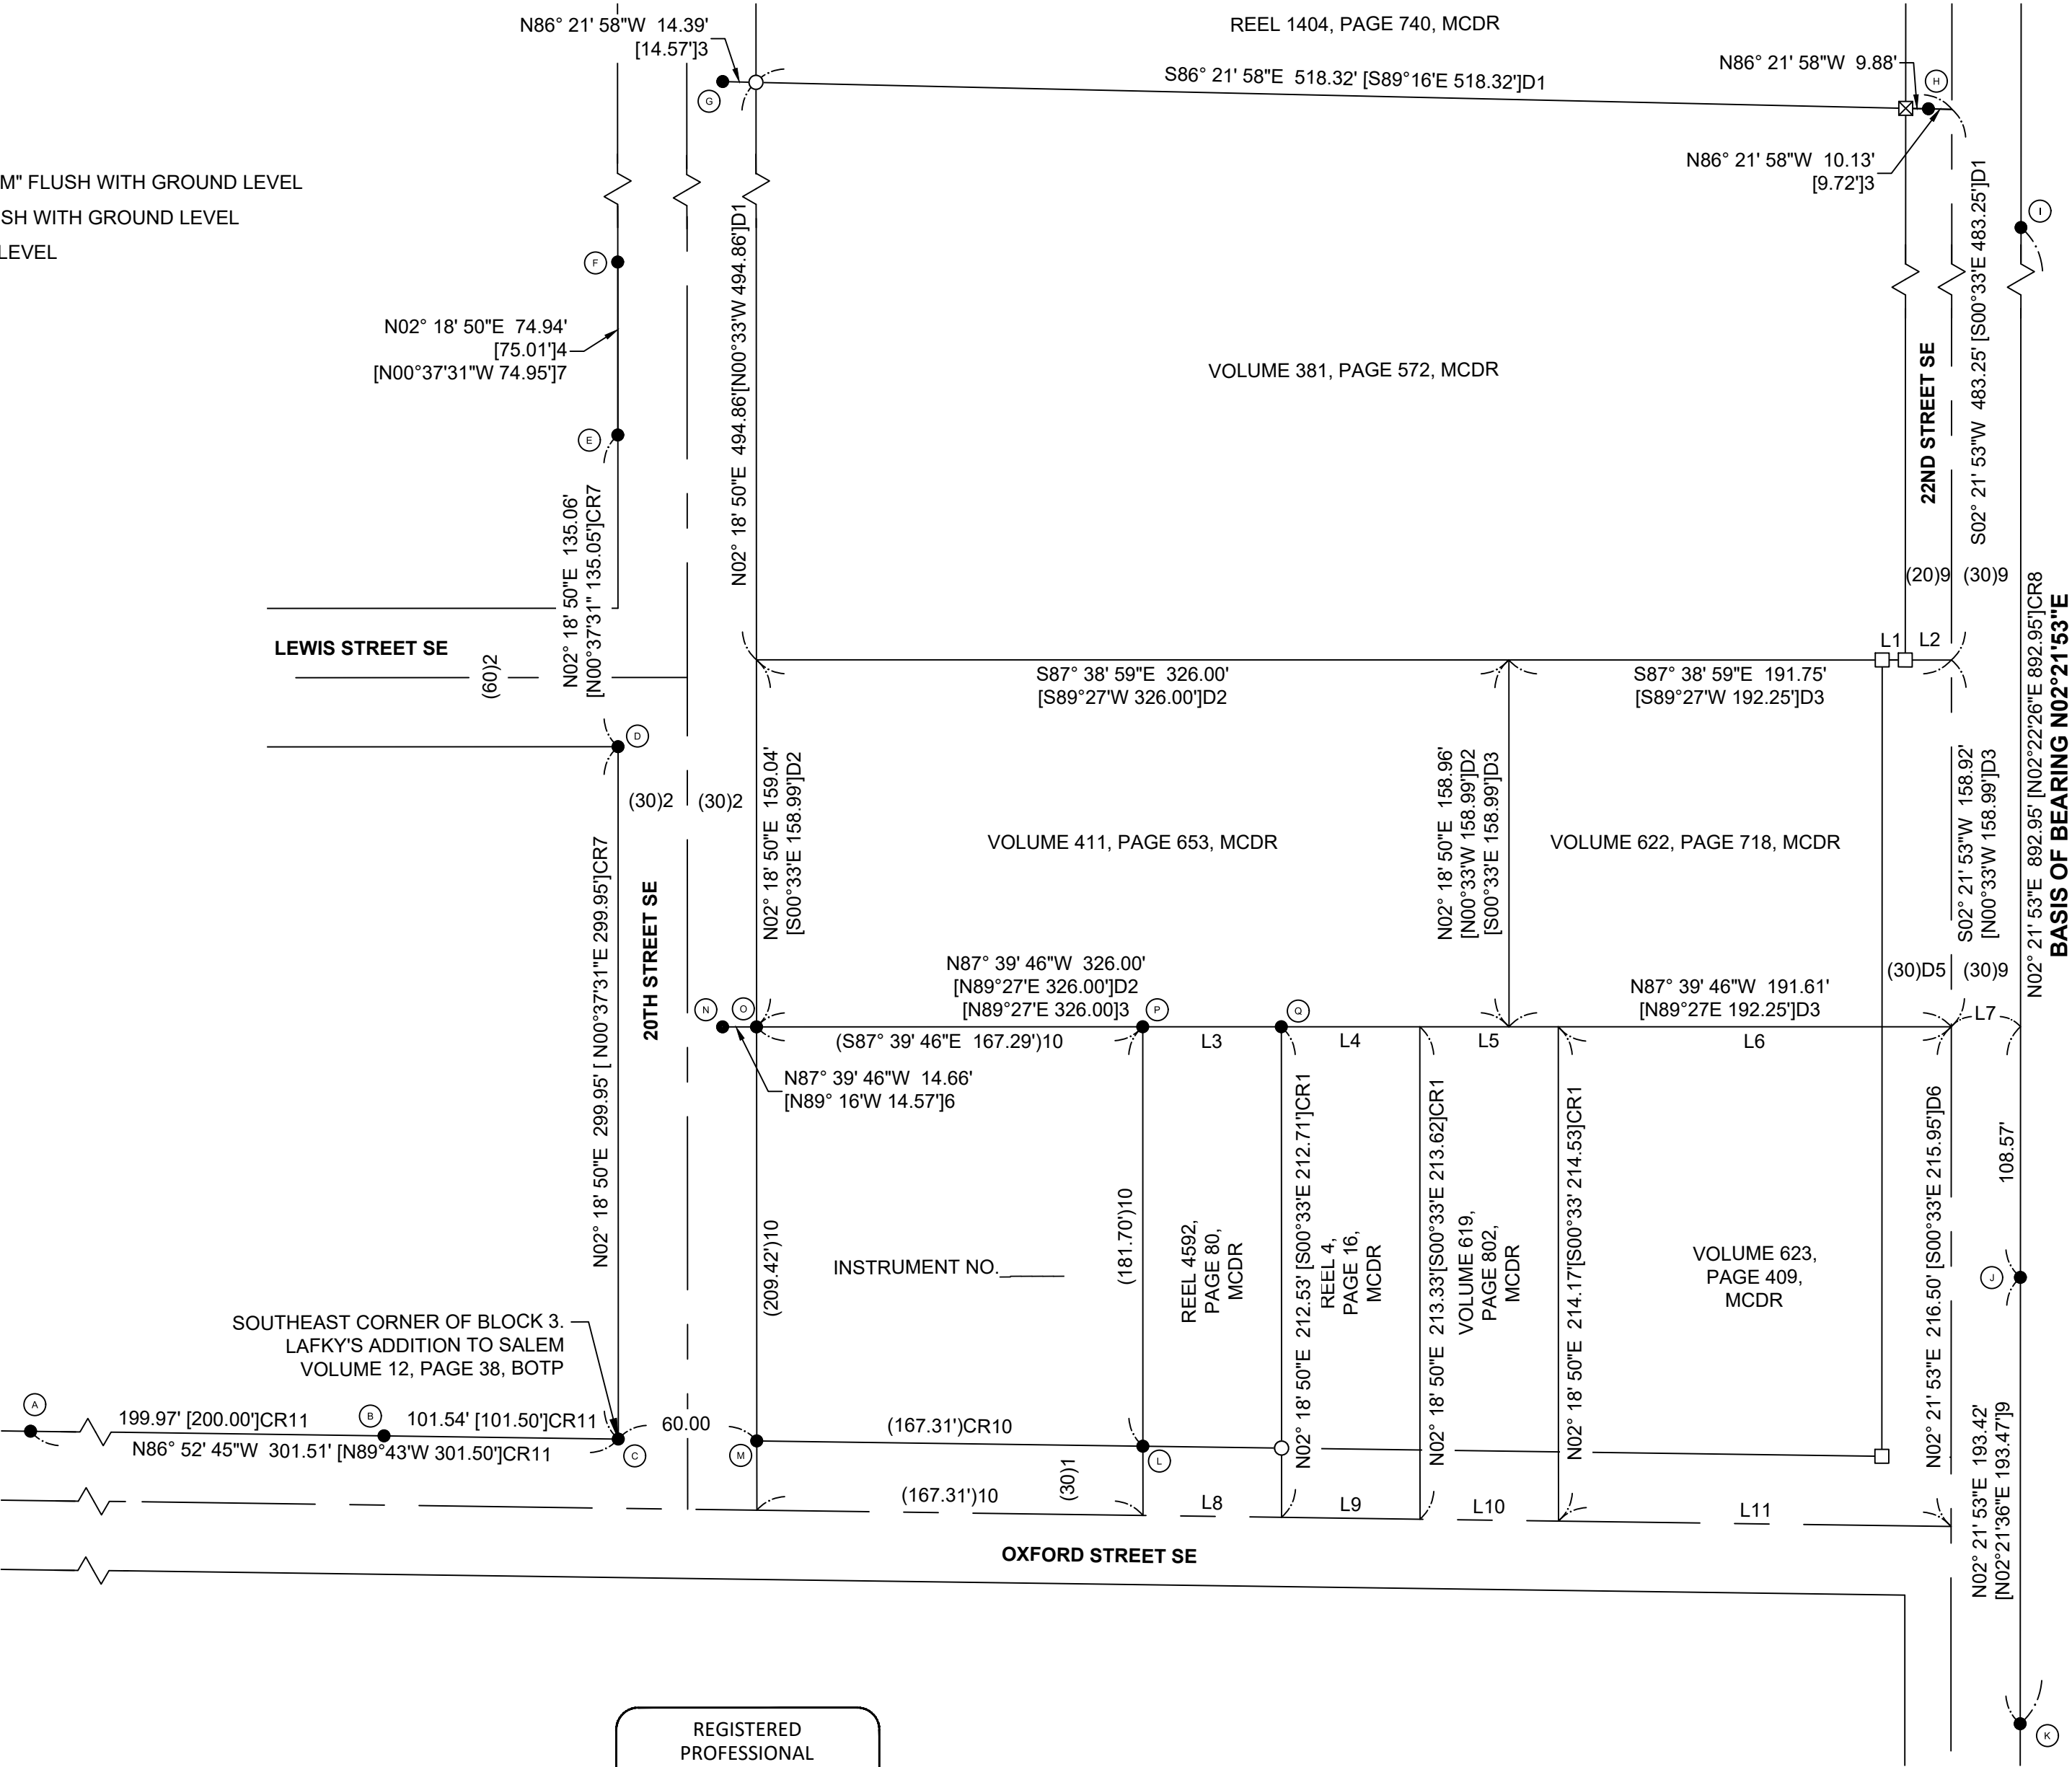 N86° 21' 58"W 14.39'
[14.57']3
REEL 1404, PAGE 740, MCDR
S86° 21' 58"E 518.32' [S89°16'E 518.32']D1
N86° 21' 58"W 9.88'
G
H
N86° 21' 58"W 10.13'
[9.72']3
M" FLUSH WITH GROUND LEVEL
SH WITH GROUND LEVEL
LEVEL
I
F
N02° 18' 50"E 74.94'
[75.01']4
[N00°37'31"W 74.95']7
E
N02° 18' 50"E 494.86'[N00°33'W 494.86']D1
VOLUME 381, PAGE 572, MCDR
22ND STREET SE
S02° 21' 53"W 483.25' [S00°33'E 483.25']D1
N02° 18' 50"E 135.06'
[N00°37'31" 135.05']CR7
(20)9
(30)9
LEWIS STREET SE
(60)2
L1
L2
S87° 38' 59"E 326.00'
[S89°27'W 326.00']D2
S87° 38' 59"E 191.75'
[S89°27'W 192.25']D3
D
(30)2
(30)2
N02° 18' 50"E 159.04'
[S00°33'E 158.99']D2
VOLUME 411, PAGE 653, MCDR
N02° 18' 50"E 158.96'
[N00°33'W 158.99']D2
[S00°33'E 158.99']D3
VOLUME 622, PAGE 718, MCDR
S02° 21' 53"W 158.92'
[N00°33'W 158.99']D3
N02° 21' 53"E 892.95' [N02°22'26"E 892.95']CR8
BASIS OF BEARING N02°21'53"E
N02° 18' 50"E 299.95' [ N00°37'31"E 299.95']CR7
20TH STREET SE
N87° 39' 46"W 326.00'
[N89°27'E 326.00']D2
[N89°27'E 326.00]3
(30)D5
(30)9
N87° 39' 46"W 191.61'
[N89°27E 192.25']D3
N
O
P
Q
L7
(S87° 39' 46"E 167.29')10
L3
L4
L5
L6
N87° 39' 46"W 14.66'
[N89° 16'W 14.57']6
(209.42')10
INSTRUMENT NO.______
(181.70')10
REEL 4592,
PAGE 80,
MCDR
N02° 18' 50"E 212.53' [S00°33'E 212.71']CR1
REEL 4,
PAGE 16,
MCDR
N02° 18' 50"E 213.33'[S00°33'E 213.62]CR1
VOLUME 619,
PAGE 802,
MCDR
N02° 18' 50"E 214.17'[S00°33' 214.53]CR1
VOLUME 623,
PAGE 409,
MCDR
N02° 21' 53"E 216.50' [S00°33'E 215.95']D6
108.57'
J
SOUTHEAST CORNER OF BLOCK 3.
LAFKY'S ADDITION TO SALEM
VOLUME 12, PAGE 38, BOTP
A
199.97' [200.00']CR11
B
101.54' [101.50']CR11
N86° 52' 45"W 301.51' [N89°43'W 301.50']CR11
60.00
C
M
(167.31')CR10
L
(30)1
(167.31')10
L8
L9
L10
L11
N02° 21' 53"E 193.42'
[N02°21'36"E 193.47']9
OXFORD STREET SE
K
REGISTERED
PROFESSIONAL